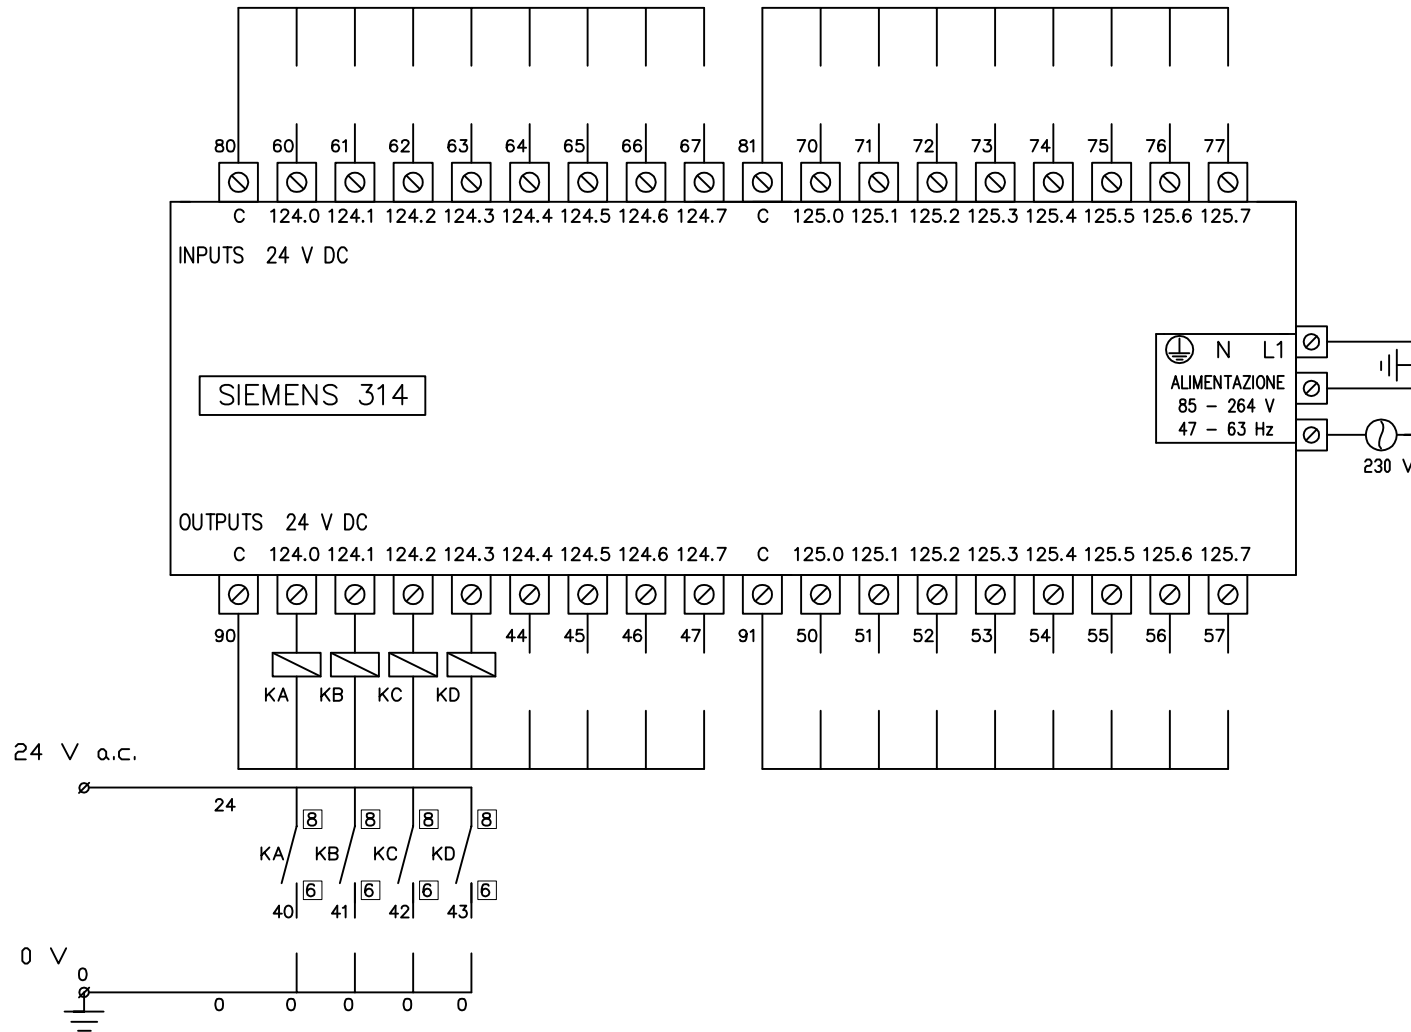 80 60 61 62 63 64 65 66 67 81 70 71 72 73 74 75 76 77
C 124.0 124.1 124.2 124.3 124.4 124.5 124.6 124.7 C 125.0 125.1 125.2 125.3 125.4 125.5 125.6 125.7
INPUTS 24 V DC
N L1
ALIMENTAZIONE
85 - 264 V
47 - 63 Hz
SIEMENS 314
230 V
OUTPUTS 24 V DC
C 124.0 124.1 124.2 124.3 124.4 124.5 124.6 124.7 C 125.0 125.1 125.2 125.3 125.4 125.5 125.6 125.7
90 44 45 46 47 91 50 51 52 53 54 55 56 57
KA KB KC KD
24 V a.c.
24
8 8 8 8
KA KB KC KD
6 6 6 6
40 41 42 43
0 V
0
0 0 0 0 0